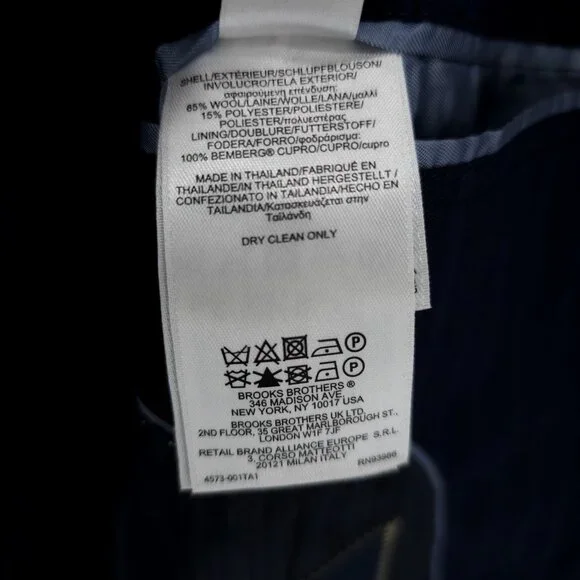 SHELL/EXTÉRIEUR/SCHLUPFBLOUSON/
INVOLUCRO/TELA EXTERIOR/
αφαιρούμενη επένδυση:
85% WOOL/LAINE/WOLLE/LANA/μαλλί
15% POLYESTER/POLIESTERE/
POLIESTER/πολυεστέρας
LINING/DOUBLURE/FUTTERSTOFF/
FODERA/FORRO/φοδράρισμα:
100% BEMBERG® CUPRO/CUPRO/cupro
MADE IN THAILAND/FABRIQUÉ EN
THAILANDE/IN THAILAND HERGESTELLT /
CONFEZIONATO IN TAILANDIA/HECHO EN
TAILANDIA/Κατασκευάζεται στην
Ταϊλάνδη
DRY CLEAN ONLY
P
P
BROOKS BROTHERS ®
346 MADISON AVE
NEW YORK, NY 10017 USA
BROOKS BROTHERS UK LTD.
2ND FLOOR, 35 GREAT MARLBOROUGH ST.,
LONDON W1F 7JF
RETAIL BRAND ALLIANCE EUROPE S.R.L.
3, CORSO MATTEOTTI
20121 MILAN ITALY
RN93986
4573-001TA1